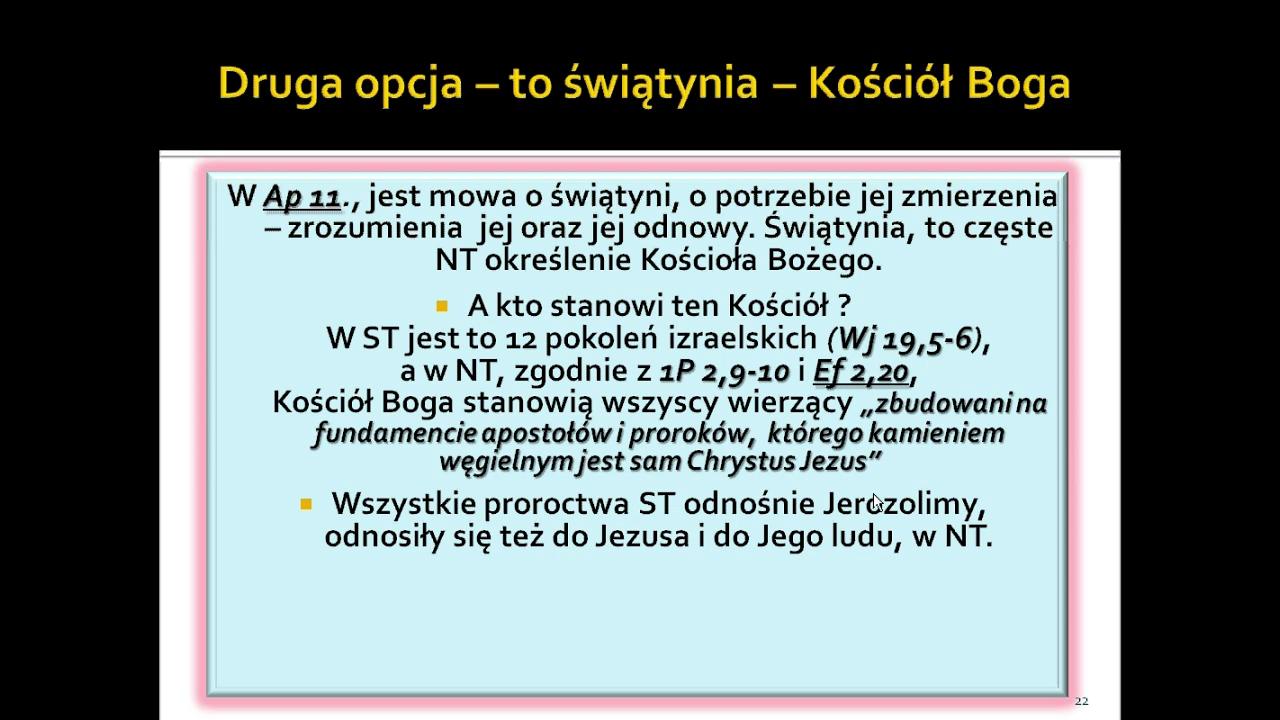 Druga opcja – to świątynia – Kościół Boga
W Ap 11., jest mowa o świątyni, o potrzebie jej zmierzenia
– zrozumienia jej oraz jej odnowy. Świątynia, to częste
NT określenie Kościoła Bożego.
▪ A kto stanowi ten Kościół ?
W ST jest to 12 pokoleń izraelskich (Wj 19,5-6),
a w NT, zgodnie z 1P 2,9-10 i Ef 2,20,
Kościół Boga stanowią wszyscy wierzący „zbudowani na
fundamencie apostołów i proroków, którego kamieniem
węgielnym jest sam Chrystus Jezus”
▪ Wszystkie proroctwa ST odnośnie Jerozolimy,
odnosiły się też do Jezusa i do Jego ludu, w NT.
22